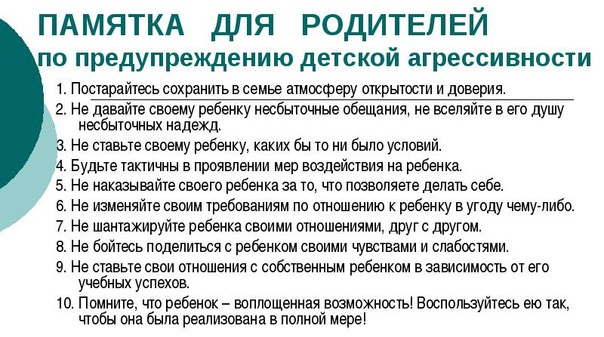 ПАМЯТКА ДЛЯ РОДИТЕЛЕЙ
по предупреждению детской агрессивности
1. Постарайтесь сохранить в семье атмосферу открытости и доверия.
2. Не давайте своему ребенку несбыточные обещания, не вселяйте в его душу
несбыточных надежд.
3. Не ставьте своему ребенку, каких бы то ни было условий.
4. Будьте тактичны в проявлении мер воздействия на ребенка.
5. Не наказывайте своего ребенка за то, что позволяете делать себе.
6. Не изменяйте своим требованиям по отношению к ребенку в угоду чему-либо.
7. Не шантажируйте ребенка своими отношениями, друг с другом.
8. Не бойтесь поделиться с ребенком своими чувствами и слабостями.
9. Не ставьте свои отношения с собственным ребенком в зависимость от его
учебных успехов.
10. Помните, что ребенок – воплощенная возможность! Воспользуйтесь ею так,
чтобы она была реализована в полной мере!